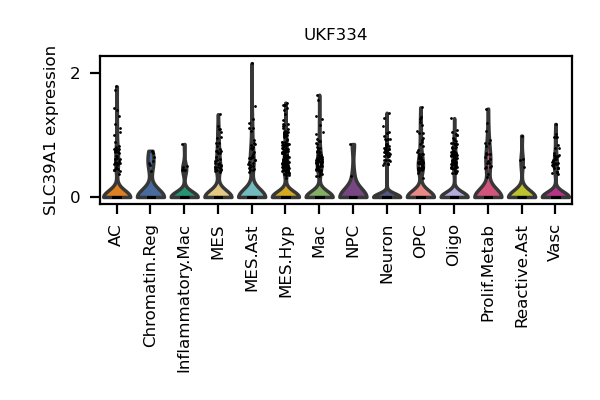 UKF334
SLC39A1 expression
2
0
AC
Chromatin.Reg
Inflammatory.Mac
MES
MES.Ast
MES.Hyp
Mac
NPC
Neuron
OPC
Oligo
Prolif.Metab
Reactive.Ast
Vasc